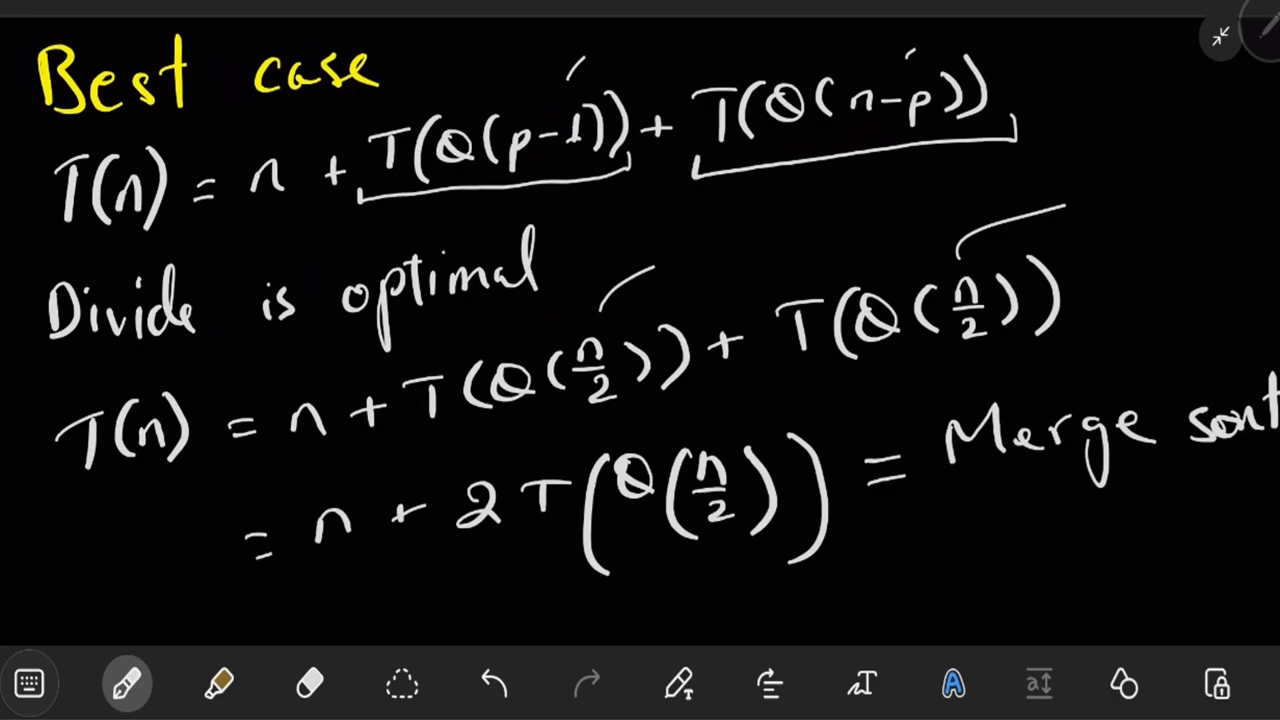 Best case
T(n) = n + T(Q(p-1)) + T(Q(n-p))
Divide is optimal
T(n) = n + T(Q(n/2)) + T(Q(n/2))
= n + 2T(Q(n/2)) = Merge sort